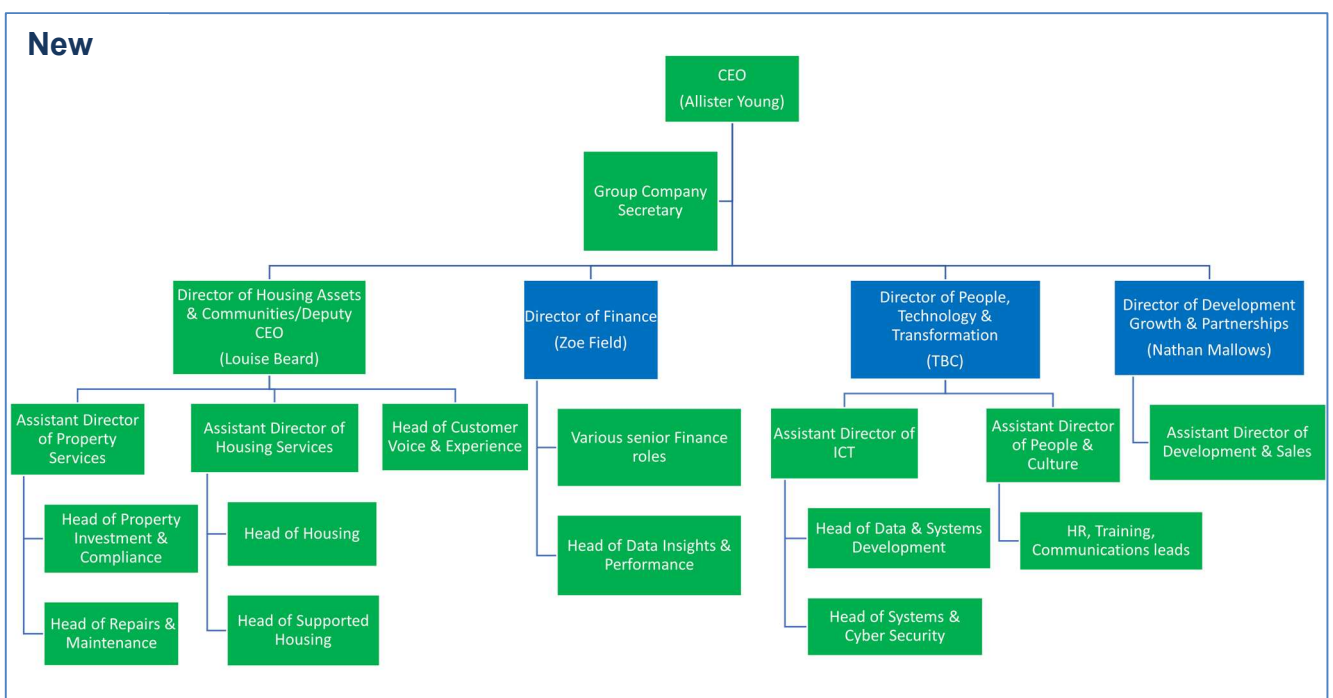 New
CEO
(Allister Young)
Group Company
Secretary
Director of Housing Assets
& Communities/Deputy
CEO
(Louise Beard)
Director of Finance
(Zoe Field)
Director of People,
Technology &
Transformation
(TBC)
Director of Development
Growth & Partnerships
(Nathan Mallows)
Assistant Director
of Property
Services
Assistant Director of
Housing Services
Head of Customer
Voice & Experience
Various senior Finance
roles
Assistant Director of
ICT
Assistant Director
of People &
Culture
Assistant Director of
Development & Sales
Head of Property
Investment &
Compliance
Head of Housing
Head of Data Insights &
Performance
Head of Data & Systems
Development
HR, Training,
Communications leads
Head of Repairs &
Maintenance
Head of Supported
Housing
Head of Systems &
Cyber Security